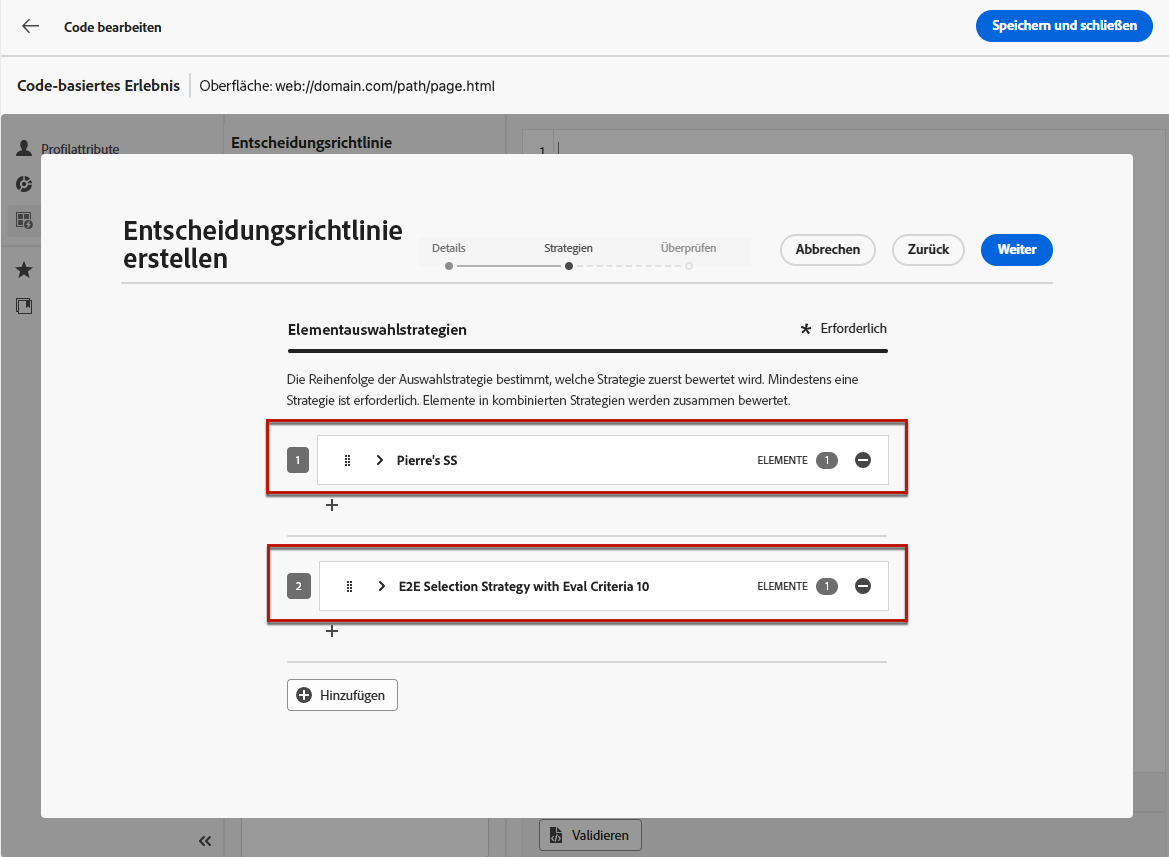 Code bearbeiten
Speichern und schließen
Code-basiertes Erlebnis
Oberfläche: web://domain.com/path/page.html
Profilattribute
Entscheidungsrichtlinie
1
Entscheidungsrichtlinie
erstellen
Details
Strategien
Überprüfen
Abbrechen
Zurück
Weiter
Elementauswahlstrategien
* Erforderlich
Die Reihenfolge der Auswahlstrategie bestimmt, welche Strategie zuerst bewertet wird. Mindestens eine
Strategie ist erforderlich. Elemente in kombinierten Strategien werden zusammen bewertet.
1
Pierre's SS
ELEMENTE 1
2
E2E Selection Strategy with Eval Criteria 10
ELEMENTE 1
Hinzufügen
Validieren